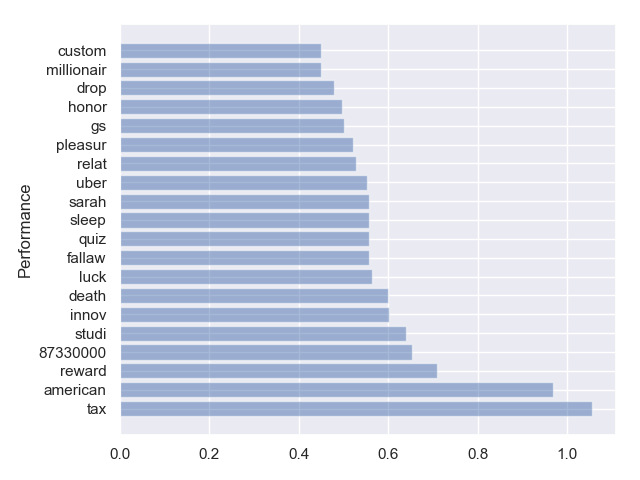 custom
millionair
drop
honor
gs
pleasur
relat
uber
sarah
sleep
quiz
fallaw
luck
death
innov
studi
87330000
reward
american
tax
Performance
0.0 0.2 0.4 0.6 0.8 1.0